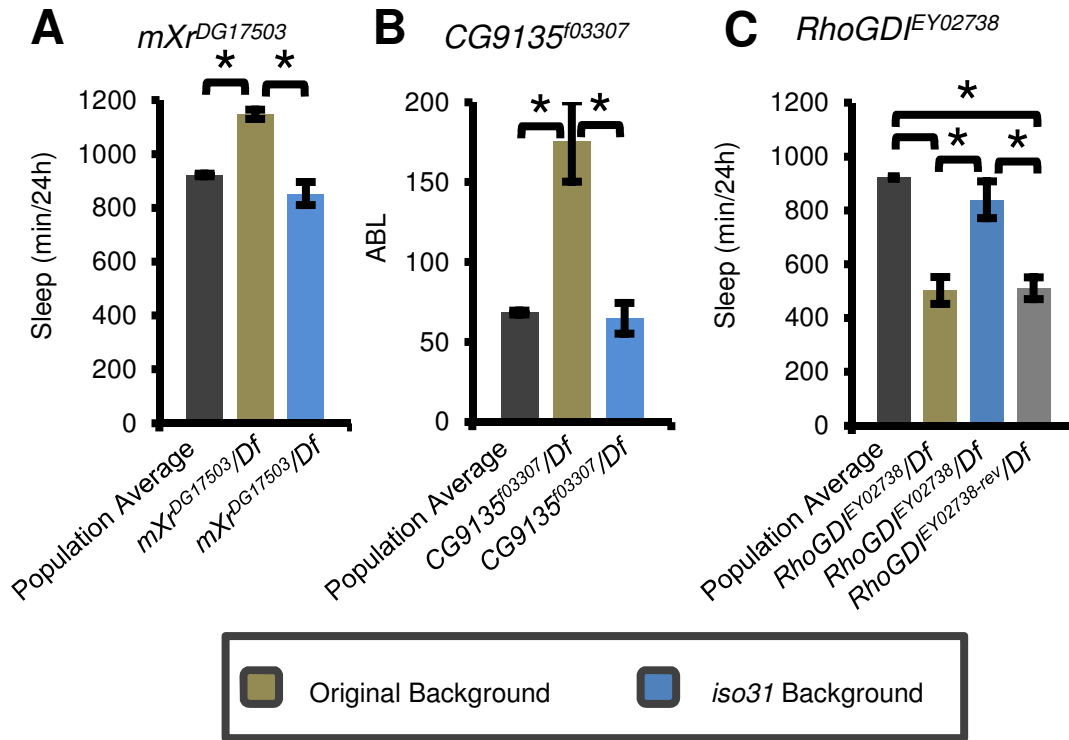 A
mXr^DG17503
* *
1200
1000
800
600
400
200
0
Sleep (min/24h)
Population Average
mXr^DG17503/Df
mXr^DG17503/Df
B
CG9135^f03307
* *
200
150
100
50
0
ABL
Population Average
CG9135^f03307/Df
CG9135^f03307/Df
C
RhoGDI^EY02738
*
* *
1200
1000
800
600
400
200
0
Sleep (min/24h)
Population Average
RhoGDI^EY02738/Df
RhoGDI^EY02738/Df
RhoGDI^EY02738-rev/Df
Original Background
iso31 Background